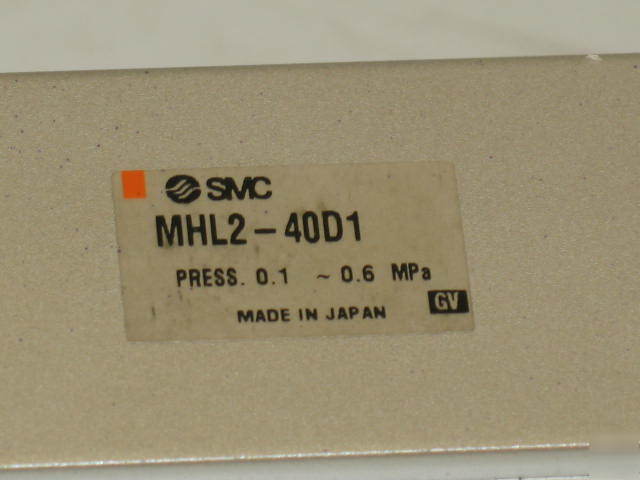 SMC
MHL2-40D1
PRESS. 0.1 ~ 0.6 MPa
GV
MADE IN JAPAN